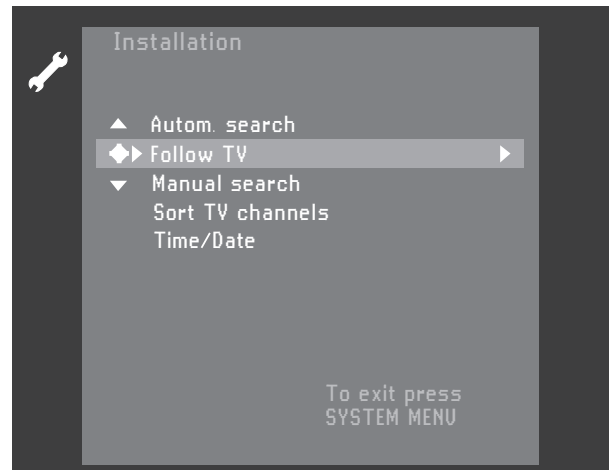 Installation
Autom. search
Follow TV
Manual search
Sort TV channels
Time/Date
To exit press
SYSTEM MENU